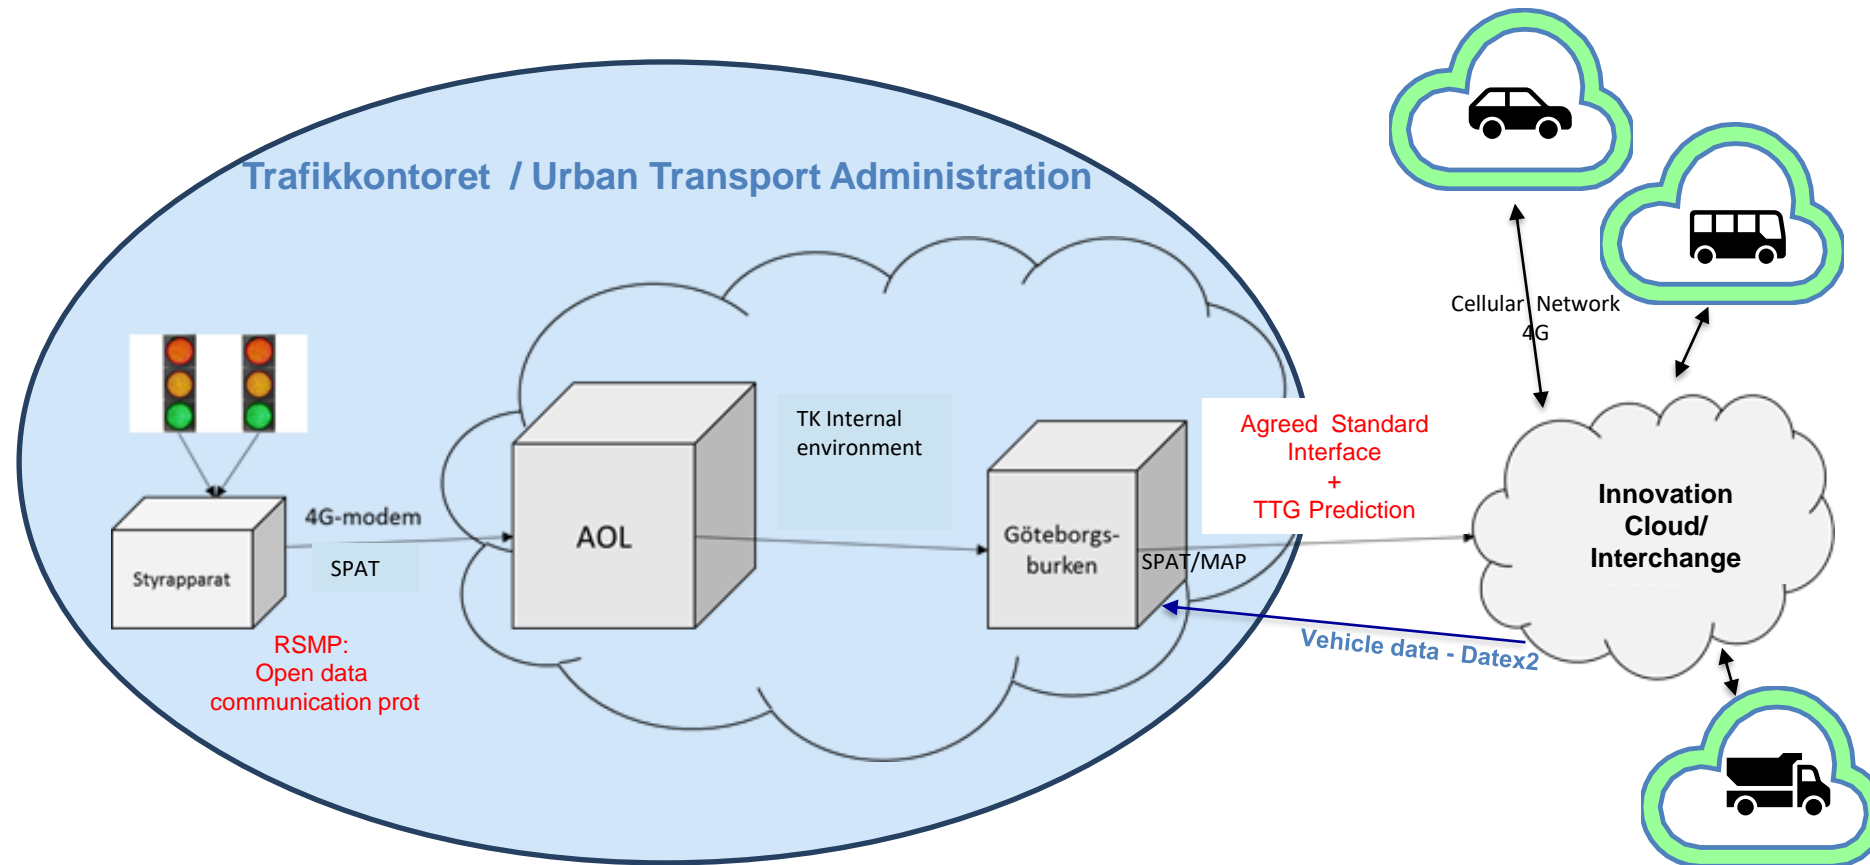 Trafikkontoret / Urban Transport Administration
Cellular Network
4G
TK Internal
environment
Agreed Standard
Interface
+
TTG Prediction
4G-modem
SPAT
AOL
Göteborgs-
burken
SPAT/MAP
Innovation
Cloud/
Interchange
Styrapparat
RSMP:
Open data
communication prot
Vehicle data - Datex2